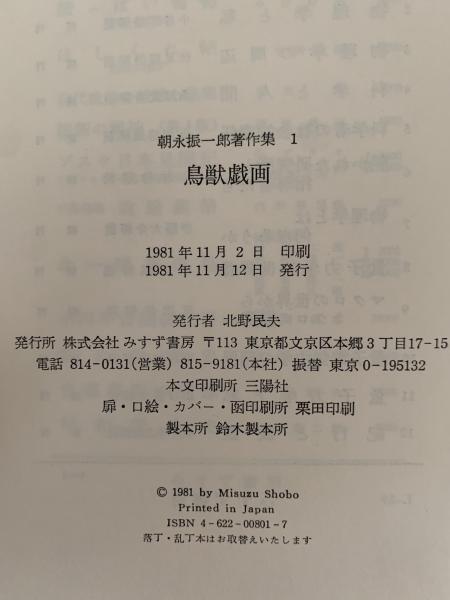 朝永振一郎著作集 1
鳥獣戯画
1981年11月 2 日 印刷
1981年11月12日 発行
発行者 北野民夫
発行所 株式会社 みすず書房 〒113 東京都文京区本郷3丁目17-15
電話 814-0131(営業) 815-9181(本社) 振替 東京0-195132
本文印刷所 三陽社
扉・口絵・カバー・函印刷所 栗田印刷
製本所 鈴木製本所
© 1981 by Misuzu Shobo
Printed in Japan
ISBN 4-622-00801-7
落丁・乱丁本はお取替えいたします